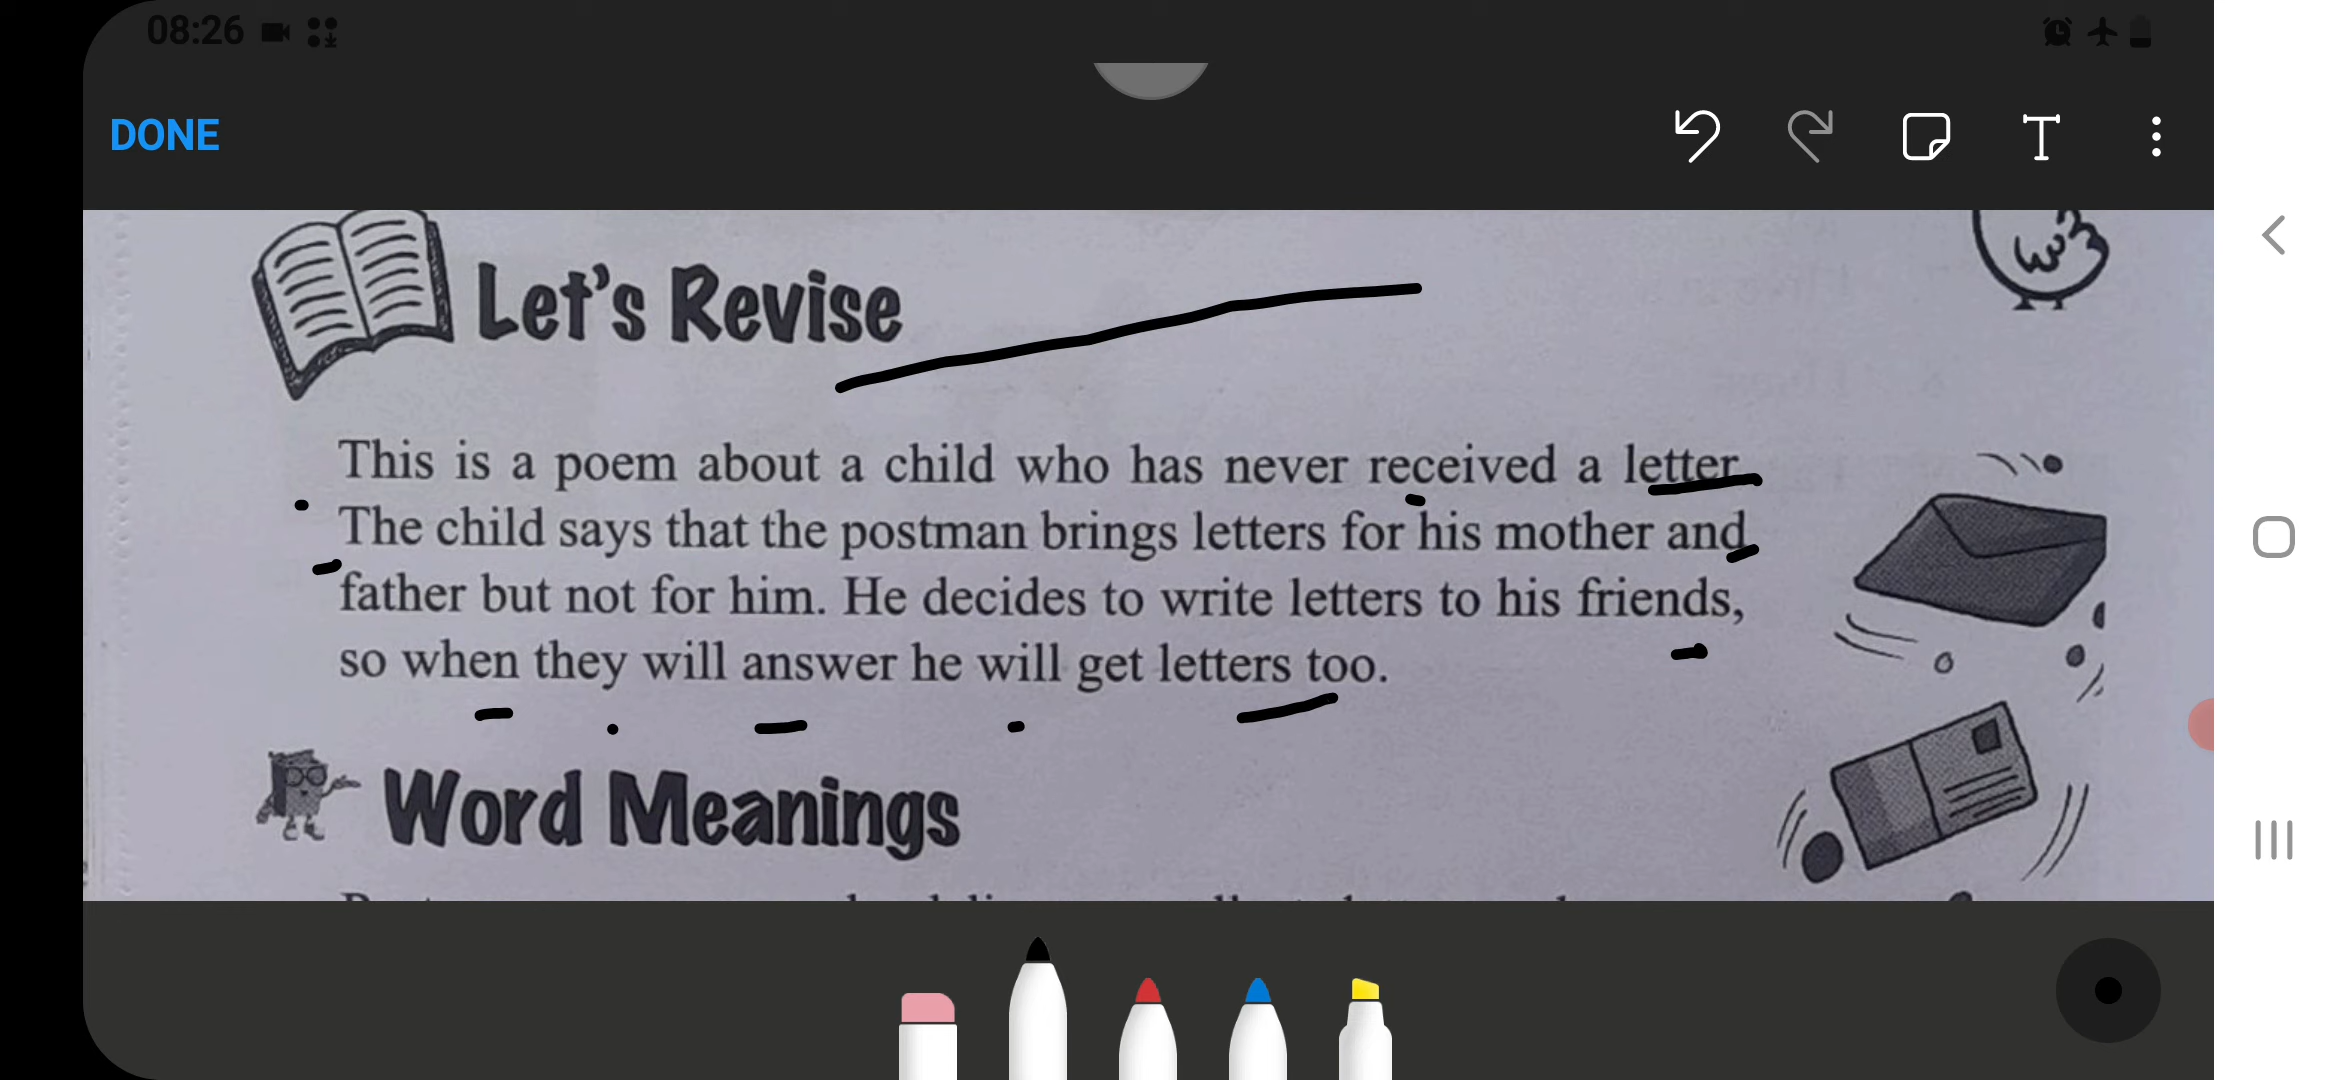 08:26
DONE
T
Let's Revise
This is a poem about a child who has never received a letter
The child says that the postman brings letters for his mother and
father but not for him. He decides to write letters to his friends,
so when they will answer he will get letters too.
Word Meanings